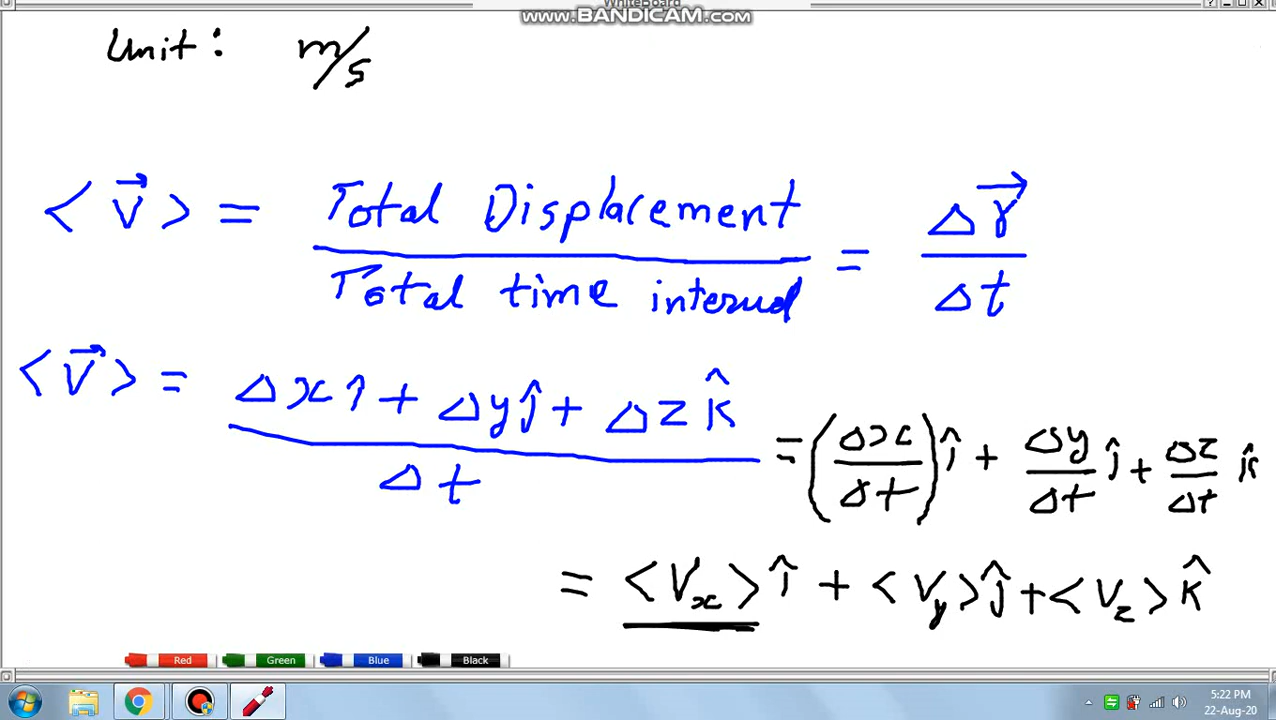 WhiteBoard
www.BANDICAM.com
Unit: m/s
<v⃗> = Total Displacement / Total time interval = Δr⃗ / Δt
<v⃗> = Δx î + Δy ĵ + Δz k̂ / Δt = (Δx / Δt) î + Δy / Δt ĵ + Δz / Δt k̂
= <Vx> î + <Vy> ĵ + <Vz> k̂
Red Green Blue Black
5:22 PM
22-Aug-20